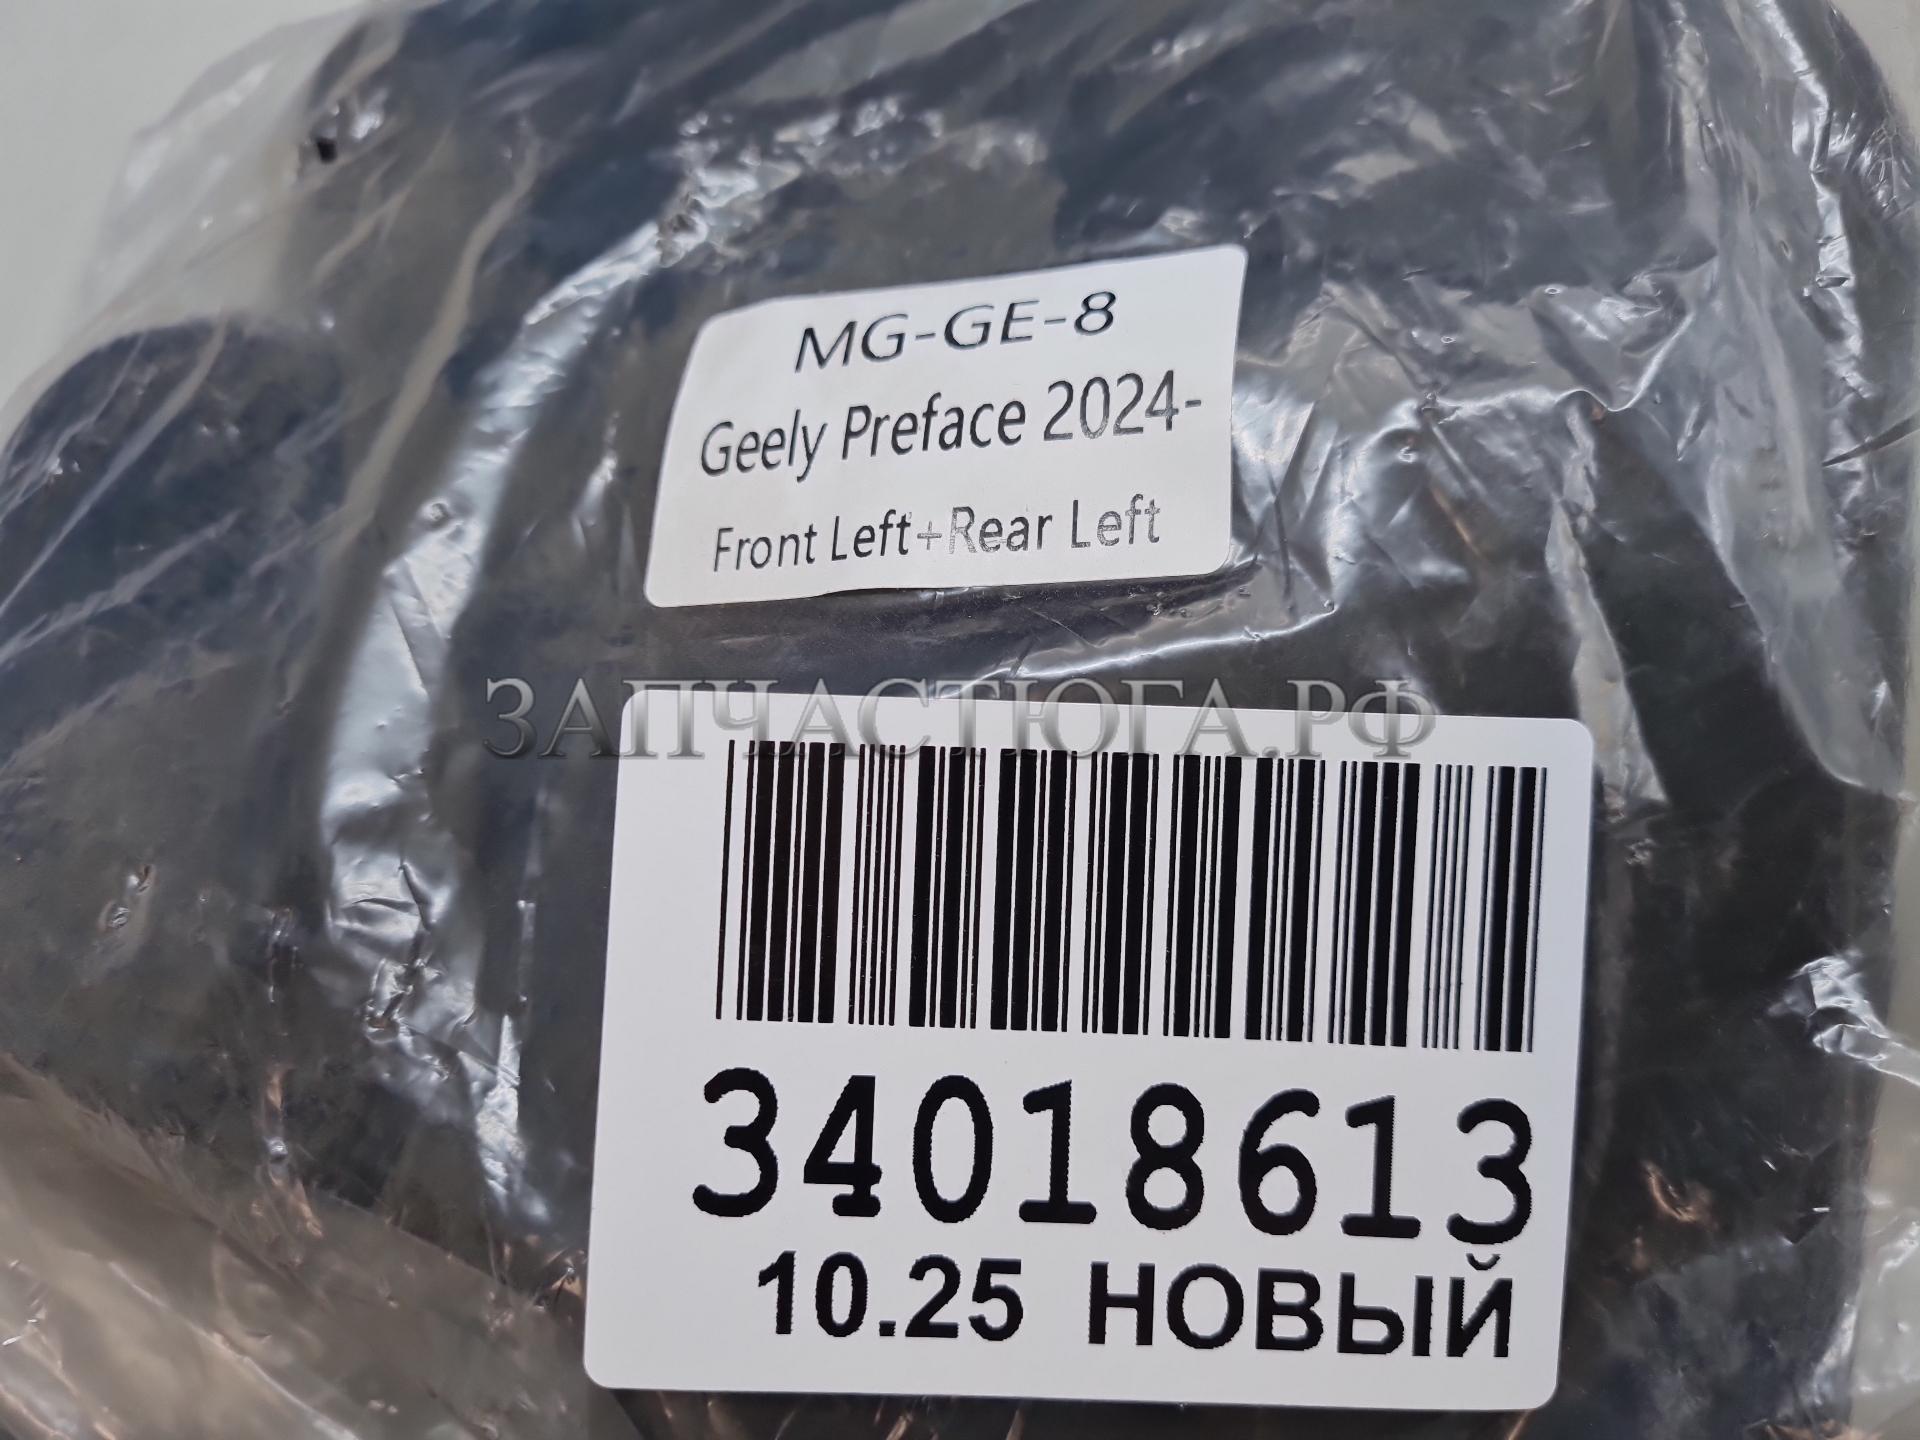 MG-GE-8
Geely Preface 2024-
Front Left+Rear Left
ЗАПЧАСТЮГА.РФ
34018613
10.25 НОВЫЙ